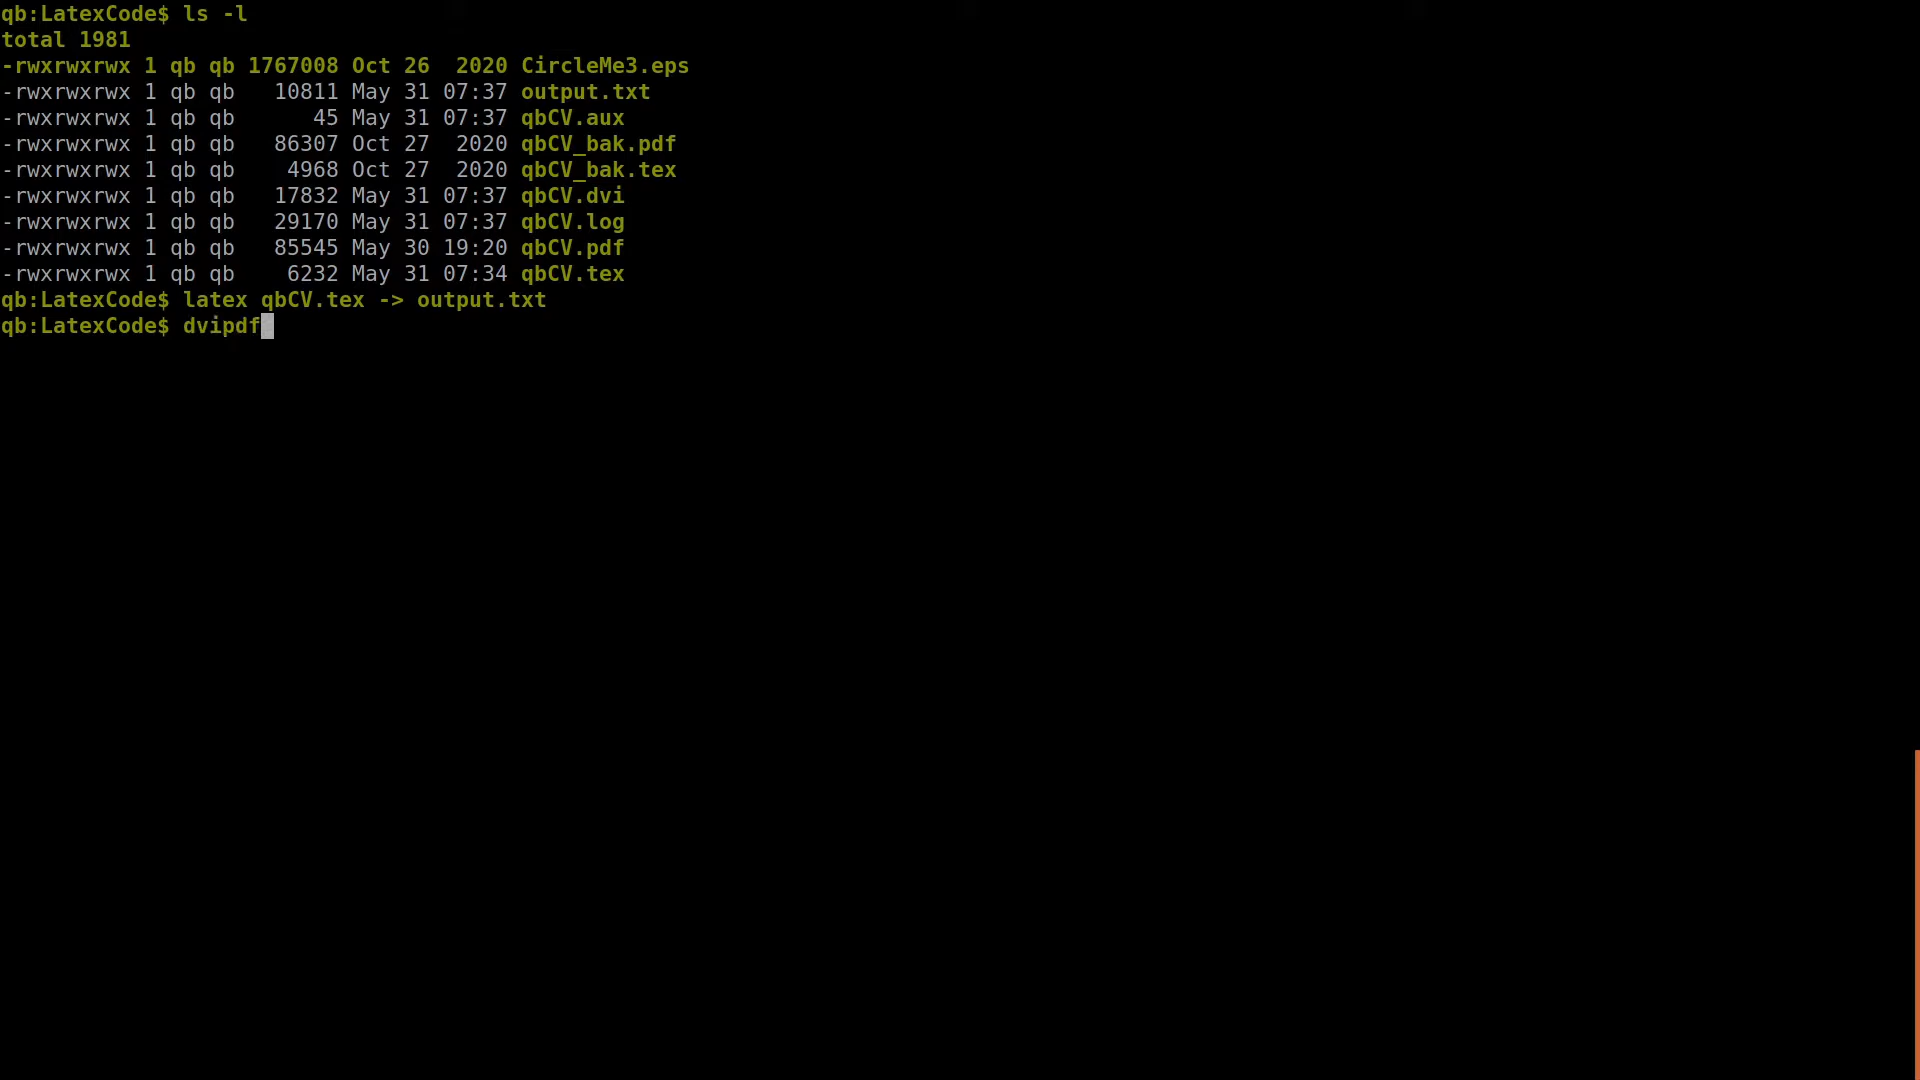 qb:LatexCode$ ls -l
total 1981
-rwxrwxrwx 1 qb qb 1767008 Oct 26  2020 CircleMe3.eps
-rwxrwxrwx 1 qb qb   10811 May 31 07:37 output.txt
-rwxrwxrwx 1 qb qb      45 May 31 07:37 qbCV.aux
-rwxrwxrwx 1 qb qb   86307 Oct 27  2020 qbCV_bak.pdf
-rwxrwxrwx 1 qb qb    4968 Oct 27  2020 qbCV_bak.tex
-rwxrwxrwx 1 qb qb   17832 May 31 07:37 qbCV.dvi
-rwxrwxrwx 1 qb qb   29170 May 31 07:37 qbCV.log
-rwxrwxrwx 1 qb qb   85545 May 30 19:20 qbCV.pdf
-rwxrwxrwx 1 qb qb    6232 May 31 07:34 qbCV.tex
qb:LatexCode$ latex qbCV.tex -> output.txt
qb:LatexCode$ dvipdf